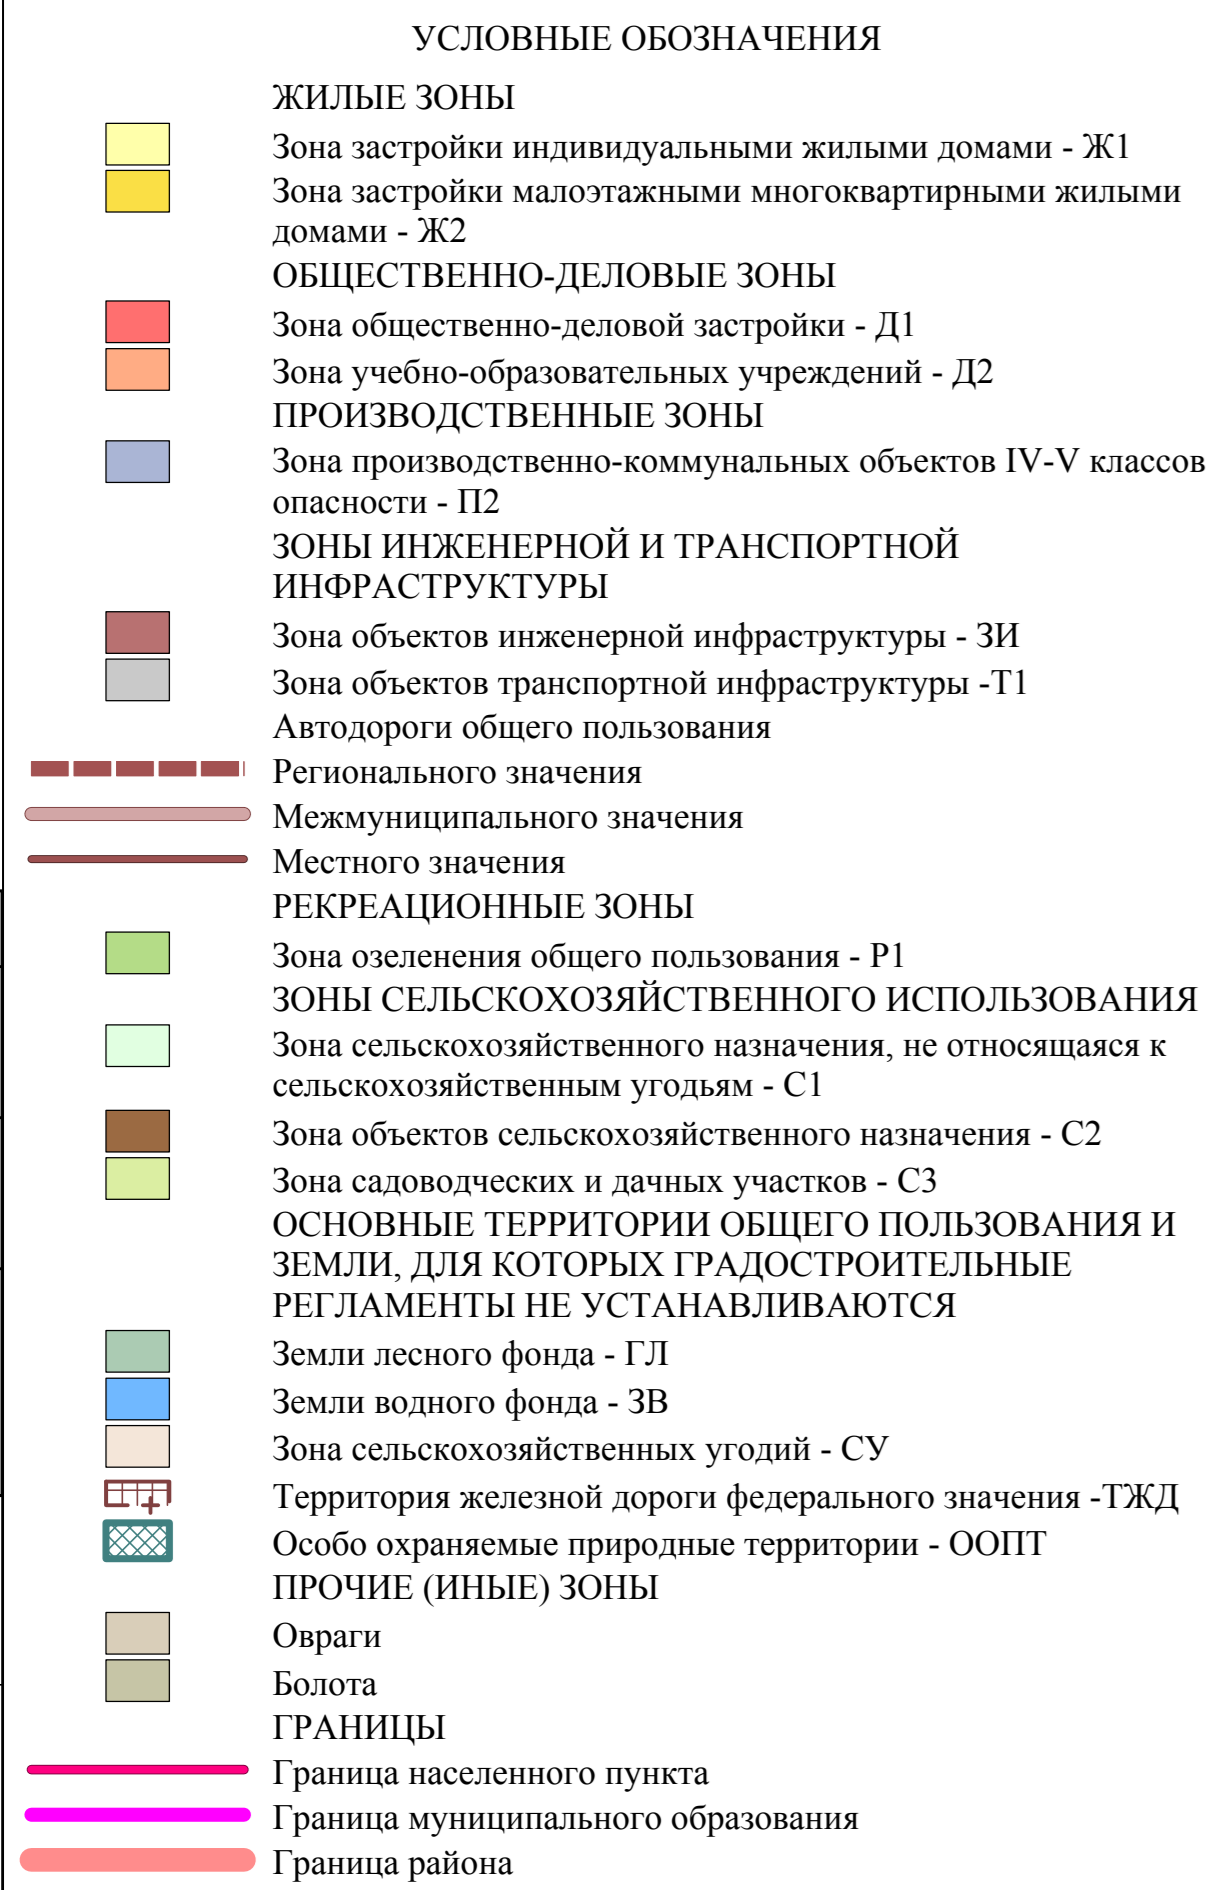 УСЛОВНЫЕ ОБОЗНАЧЕНИЯ
ЖИЛЫЕ ЗОНЫ
Зона застройки индивидуальными жилыми домами - Ж1
Зона застройки малоэтажными многоквартирными жилыми
домами - Ж2
ОБЩЕСТВЕННО-ДЕЛОВЫЕ ЗОНЫ
Зона общественно-деловой застройки - Д1
Зона учебно-образовательных учреждений - Д2
ПРОИЗВОДСТВЕННЫЕ ЗОНЫ
Зона производственно-коммунальных объектов IV-V классов
опасности - П2
ЗОНЫ ИНЖЕНЕРНОЙ И ТРАНСПОРТНОЙ
ИНФРАСТРУКТУРЫ
Зона объектов инженерной инфраструктуры - ЗИ
Зона объектов транспортной инфраструктуры -Т1
Автодороги общего пользования
Регионального значения
Межмуниципального значения
Местного значения
РЕКРЕАЦИОННЫЕ ЗОНЫ
Зона озеленения общего пользования - Р1
ЗОНЫ СЕЛЬСКОХОЗЯЙСТВЕННОГО ИСПОЛЬЗОВАНИЯ
Зона сельскохозяйственного назначения, не относящаяся к
сельскохозяйственным угодьям - С1
Зона объектов сельскохозяйственного назначения - С2
Зона садоводческих и дачных участков - С3
ОСНОВНЫЕ ТЕРРИТОРИИ ОБЩЕГО ПОЛЬЗОВАНИЯ И
ЗЕМЛИ, ДЛЯ КОТОРЫХ ГРАДОСТРОИТЕЛЬНЫЕ
РЕГЛАМЕНТЫ НЕ УСТАНАВЛИВАЮТСЯ
Земли лесного фонда - ГЛ
Земли водного фонда - ЗВ
Зона сельскохозяйственных угодий - СУ
Территория железной дороги федерального значения -ТЖД
Особо охраняемые природные территории - ООПТ
ПРОЧИЕ (ИНЫЕ) ЗОНЫ
Овраги
Болота
ГРАНИЦЫ
Граница населенного пункта
Граница муниципального образования
Граница района